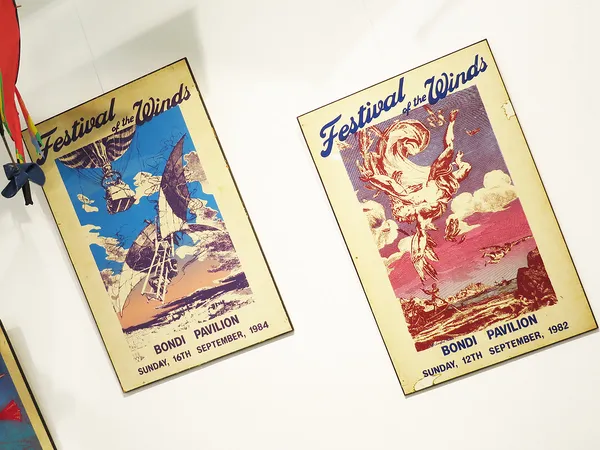 Festival of the Winds
BONDI PAVILION
SUNDAY, 16TH SEPTEMBER, 1984
Festival of the Winds
BONDI PAVILION
SUNDAY, 12TH SEPTEMBER, 1982